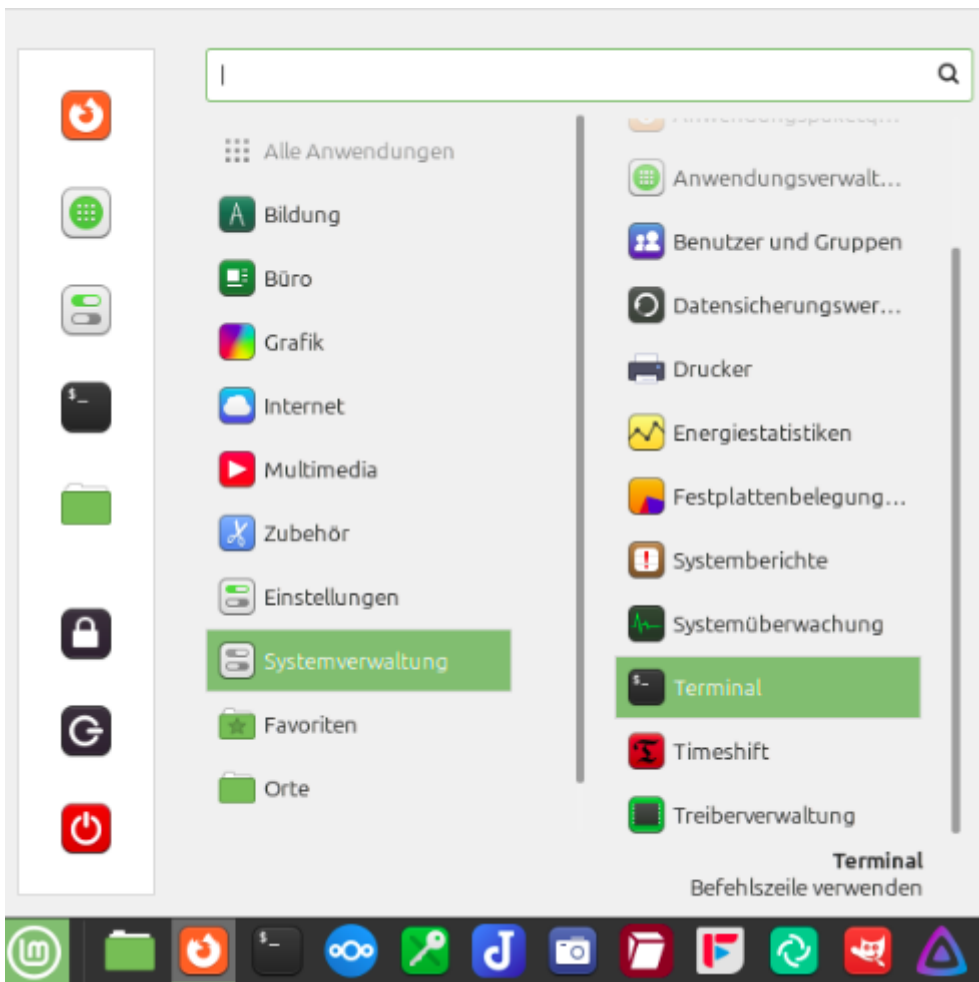 Alle Anwendungen
Bildung
Büro
Grafik
Internet
Multimedia
Zubehör
Einstellungen
Systemverwaltung
Favoriten
Orte
Anwendungsverwalt...
Benutzer und Gruppen
Datensicherungswer...
Drucker
Energiestatistiken
Festplattenbelegung...
Systemberichte
Systemüberwachung
Terminal
Timeshift
Treiberverwaltung
Terminal
Befehlszeile verwenden